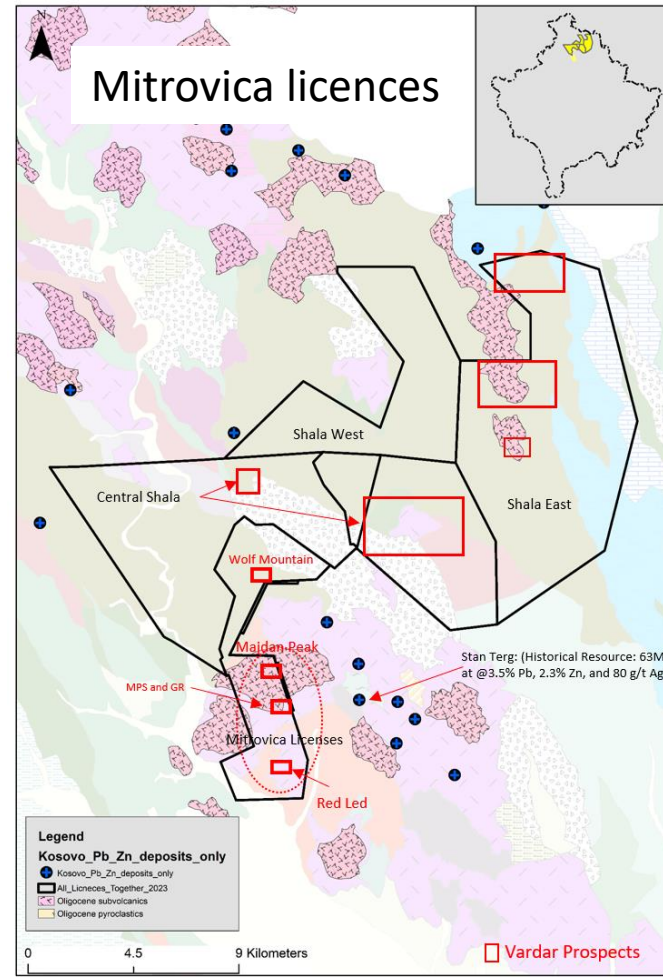 Mitrovica licences
Shala West
Central Shala
Shala East
Wolf Mountain
Majdan Peak
Stan Terg: (Historical Resource: 63M
at @3.5% Pb, 2.3% Zn, and 80 g/t Ag
MPS and GR
Mitrovica Licenses
Red Led
Legend
Kosovo_Pb_Zn_deposits_only
Kosovo_Pb_Zn_deposits_only
All_Licneces_Together_2023
Oligocene subvolcanics
Oligocene pyroclastics
0 4.5 9 Kilometers
Vardar Prospects